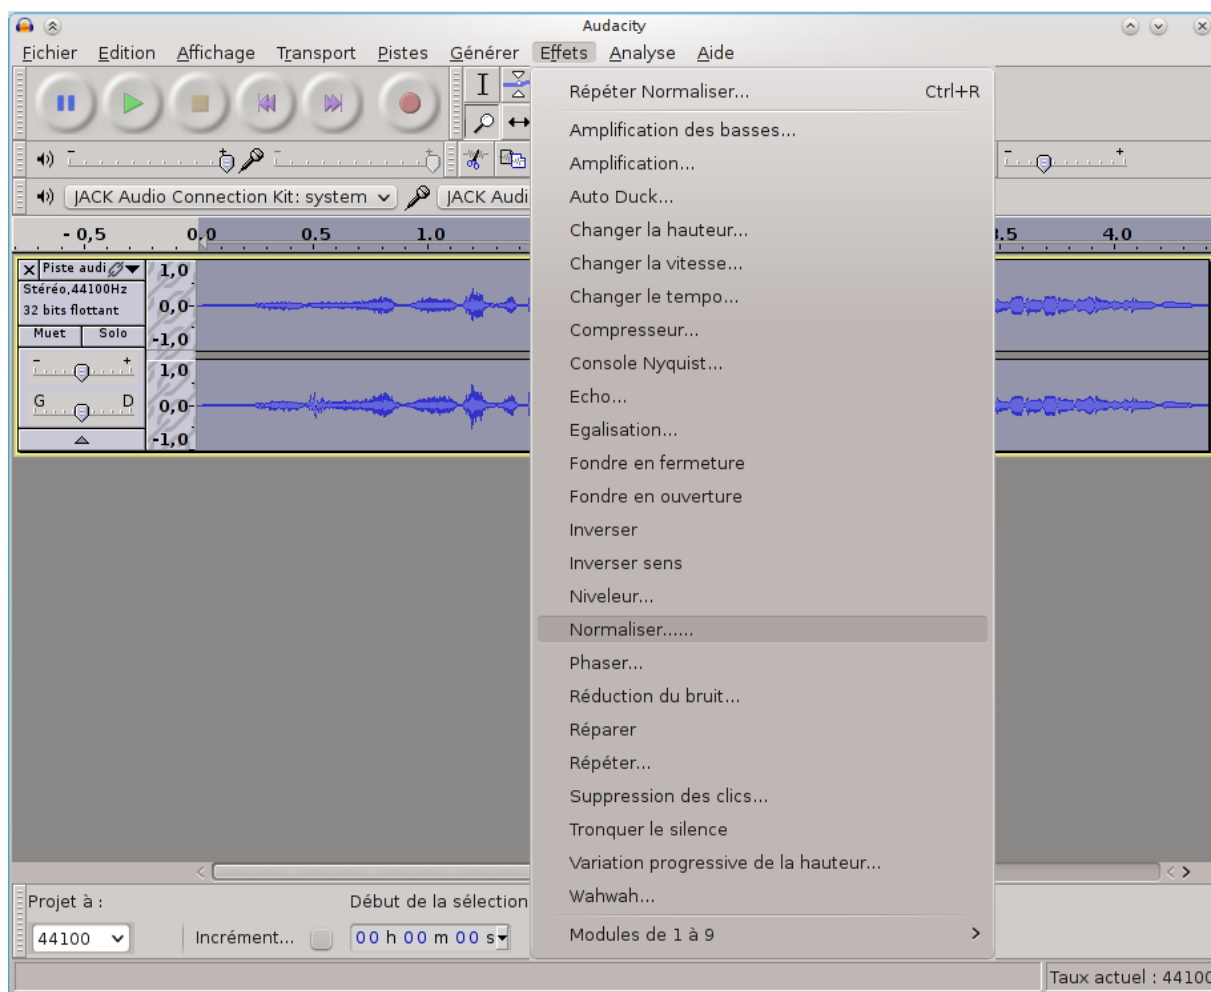 Audacity
Fichier Edition Affichage Transport Pistes Générer Effets Analyse Aide
Répéter Normaliser... Ctrl+R
Amplification des basses...
Amplification...
Auto Duck...
Changer la hauteur...
Changer la vitesse...
Changer le tempo...
Compresseur...
Console Nyquist...
Echo...
Egalisation...
Fondre en fermeture
Fondre en ouverture
Inverser
Inverser sens
Niveleur...
Normaliser......
Phaser...
Réduction du bruit...
Réparer
Répéter...
Suppression des clics...
Tronquer le silence
Variation progressive de la hauteur...
Wahwah...
Modules de 1 à 9
- + - + - +
JACK Audio Connection Kit: system JACK Audi
- 0,5 0,0 0.5 1.0 3.5 4.0
Piste audi
Stéréo,44100Hz
32 bits flottant
Muet Solo
- +
G D
1,0
0,0
-1,0
1,0
0,0
-1,0
Projet à :
44100
Incrément...
Début de la sélection
00 h 00 m 00 s
Taux actuel : 44100